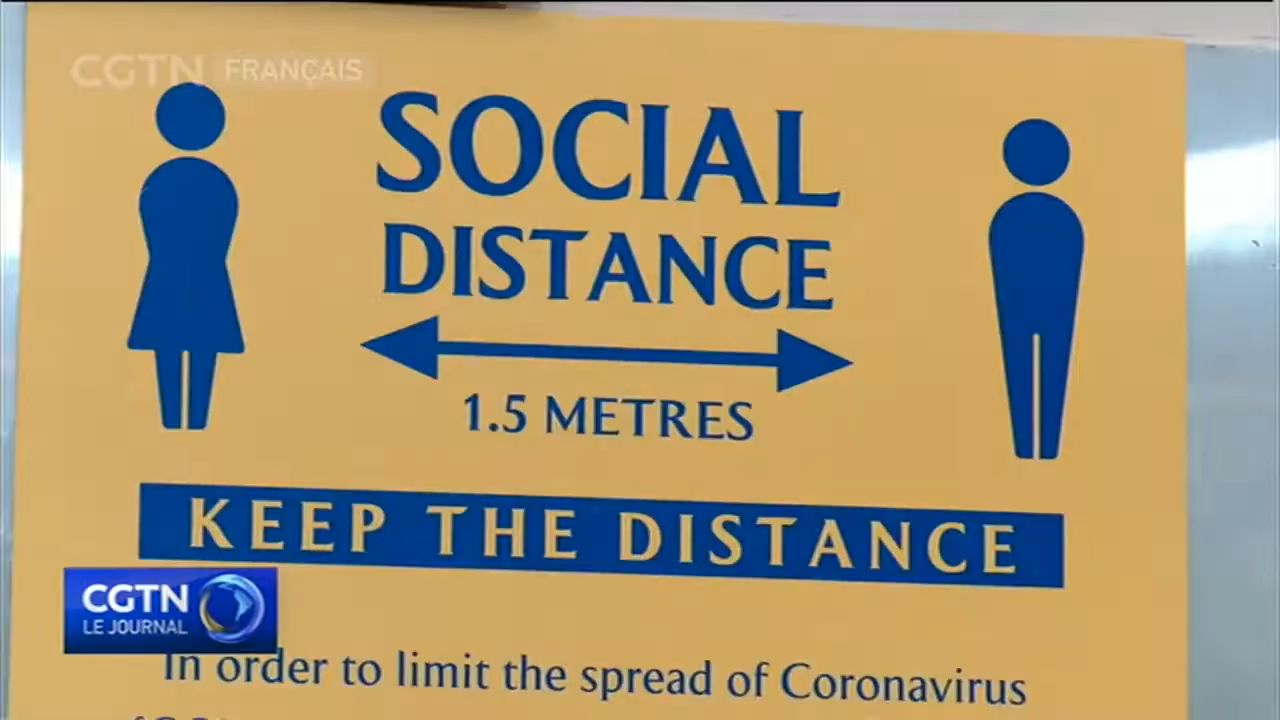 CGTN FRANÇAIS
SOCIAL
DISTANCE
1.5 METRES
KEEP THE DISTANCE
CGTN
LE JOURNAL
In order to limit the spread of Coronavirus